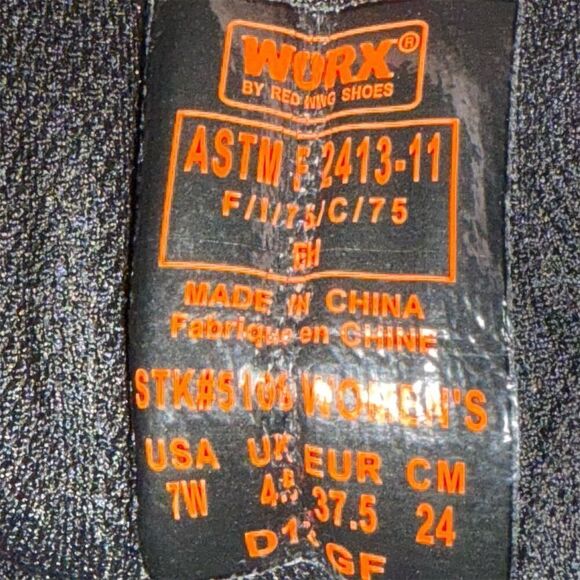 WORX®
BY RED WING SHOES
ASTM F 2413-11
F/I/75/C/75
EH
MADE IN CHINA
Fabrique en CHINE
STK#5106 WOMEN'S
USA UK EUR CM
7W 4.5 37.5 24